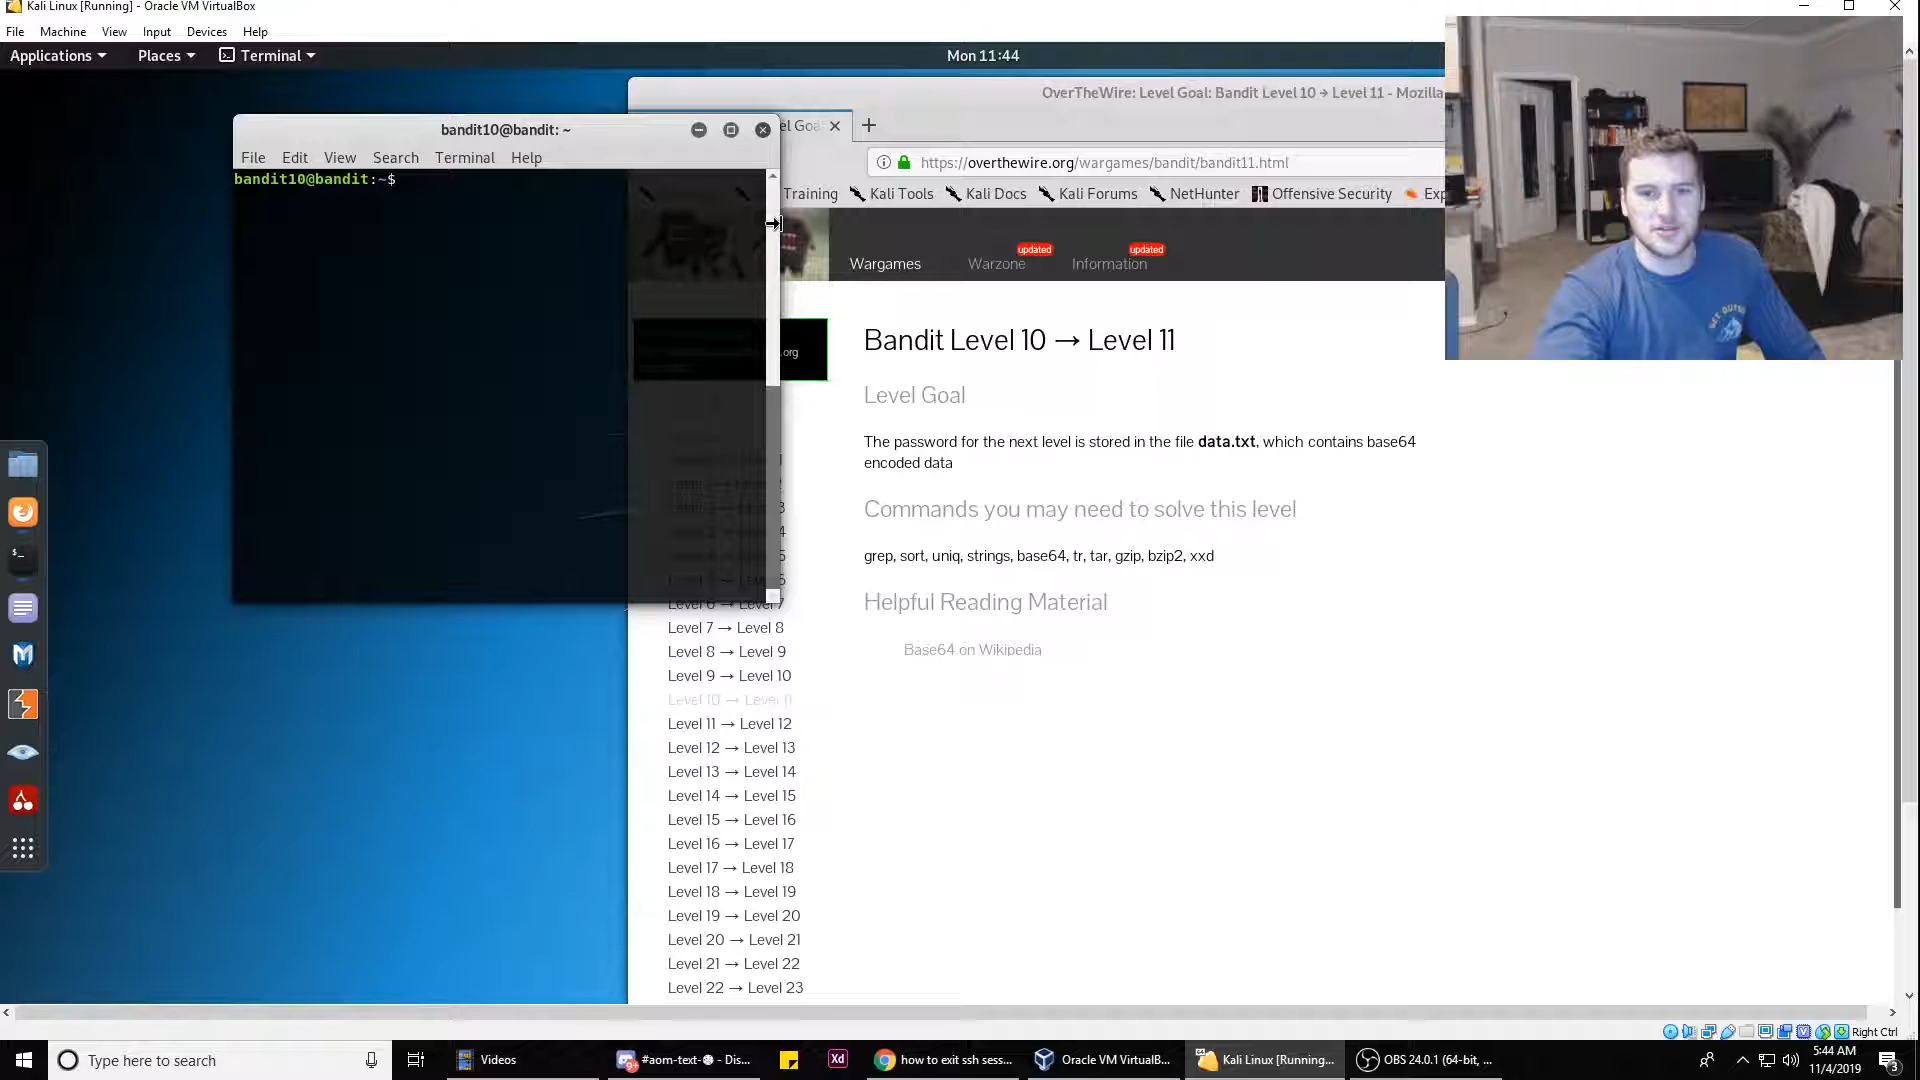 Kali Linux [Running] - Oracle VM VirtualBox
File Machine View Input Devices Help
Applications Places Terminal Mon 11:44
OverTheWire: Level Goal: Bandit Level 10 → Level 11 - Mozilla
bandit10@bandit: ~
File Edit View Search Terminal Help
bandit10@bandit:~$
https://overthewire.org/wargames/bandit/bandit11.html
Training Kali Tools Kali Docs Kali Forums NetHunter Offensive Security
updated updated
Wargames Warzone Information
.org
Bandit Level 10 → Level 11
Level Goal
The password for the next level is stored in the file data.txt, which contains base64
encoded data
Commands you may need to solve this level
grep, sort, uniq, strings, base64, tr, tar, gzip, bzip2, xxd
Helpful Reading Material
Base64 on Wikipedia
Level 6 → Level 7
Level 7 → Level 8
Level 8 → Level 9
Level 9 → Level 10
Level 10 → Level 11
Level 11 → Level 12
Level 12 → Level 13
Level 13 → Level 14
Level 14 → Level 15
Level 15 → Level 16
Level 16 → Level 17
Level 17 → Level 18
Level 18 → Level 19
Level 19 → Level 20
Level 20 → Level 21
Level 21 → Level 22
Level 22 → Level 23
Right Ctrl
Type here to search
Videos
#aom-text- - Dis...
Xd
how to exit ssh sess...
Oracle VM VirtualB...
Kali Linux [Running...
OBS 24.0.1 (64-bit, ...
5:44 AM
11/4/2019
3